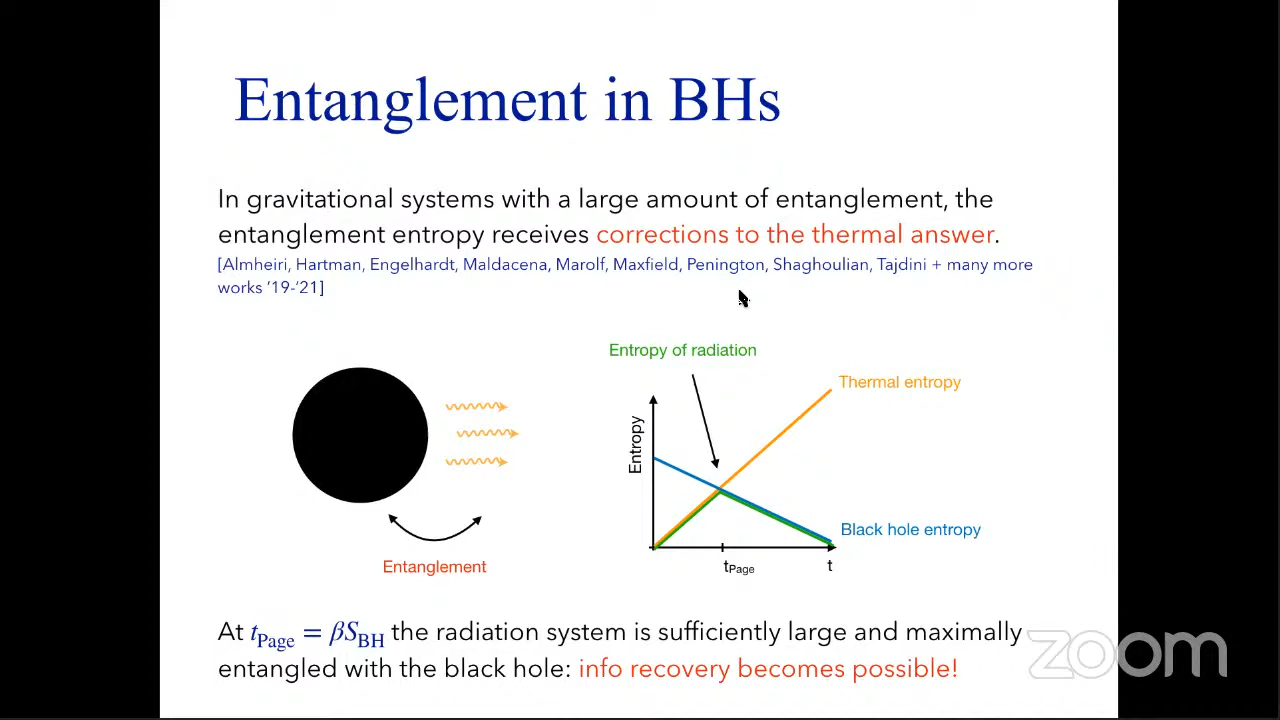 Entanglement in BHs
In gravitational systems with a large amount of entanglement, the
entanglement entropy receives corrections to the thermal answer.
[Almheiri, Hartman, Engelhardt, Maldacena, Marolf, Maxfield, Penington, Shaghoulian, Tajdini + many more
works ’19-‘21]
Entropy of radiation
Thermal entropy
Entropy
Black hole entropy
tPage
t
Entanglement
At tPage = βSBH the radiation system is sufficiently large and maximally
entangled with the black hole: info recovery becomes possible!
zoom